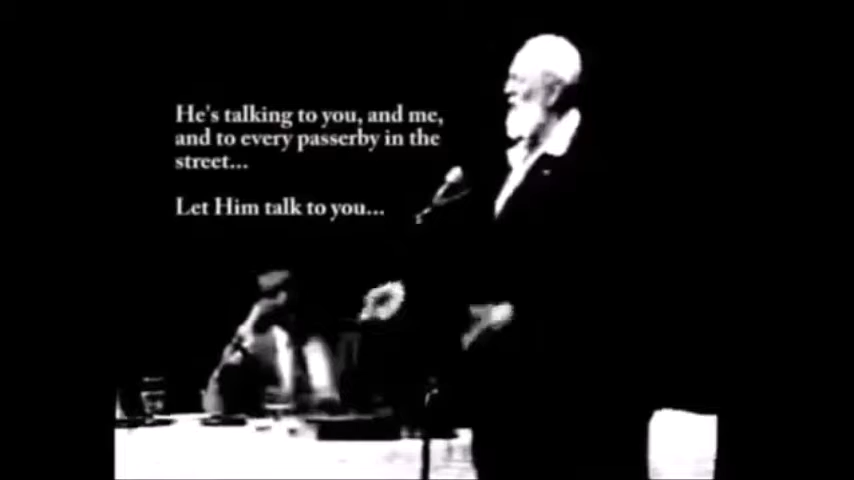 He's talking to you, and me,
and to every passerby in the
street...
Let Him talk to you...